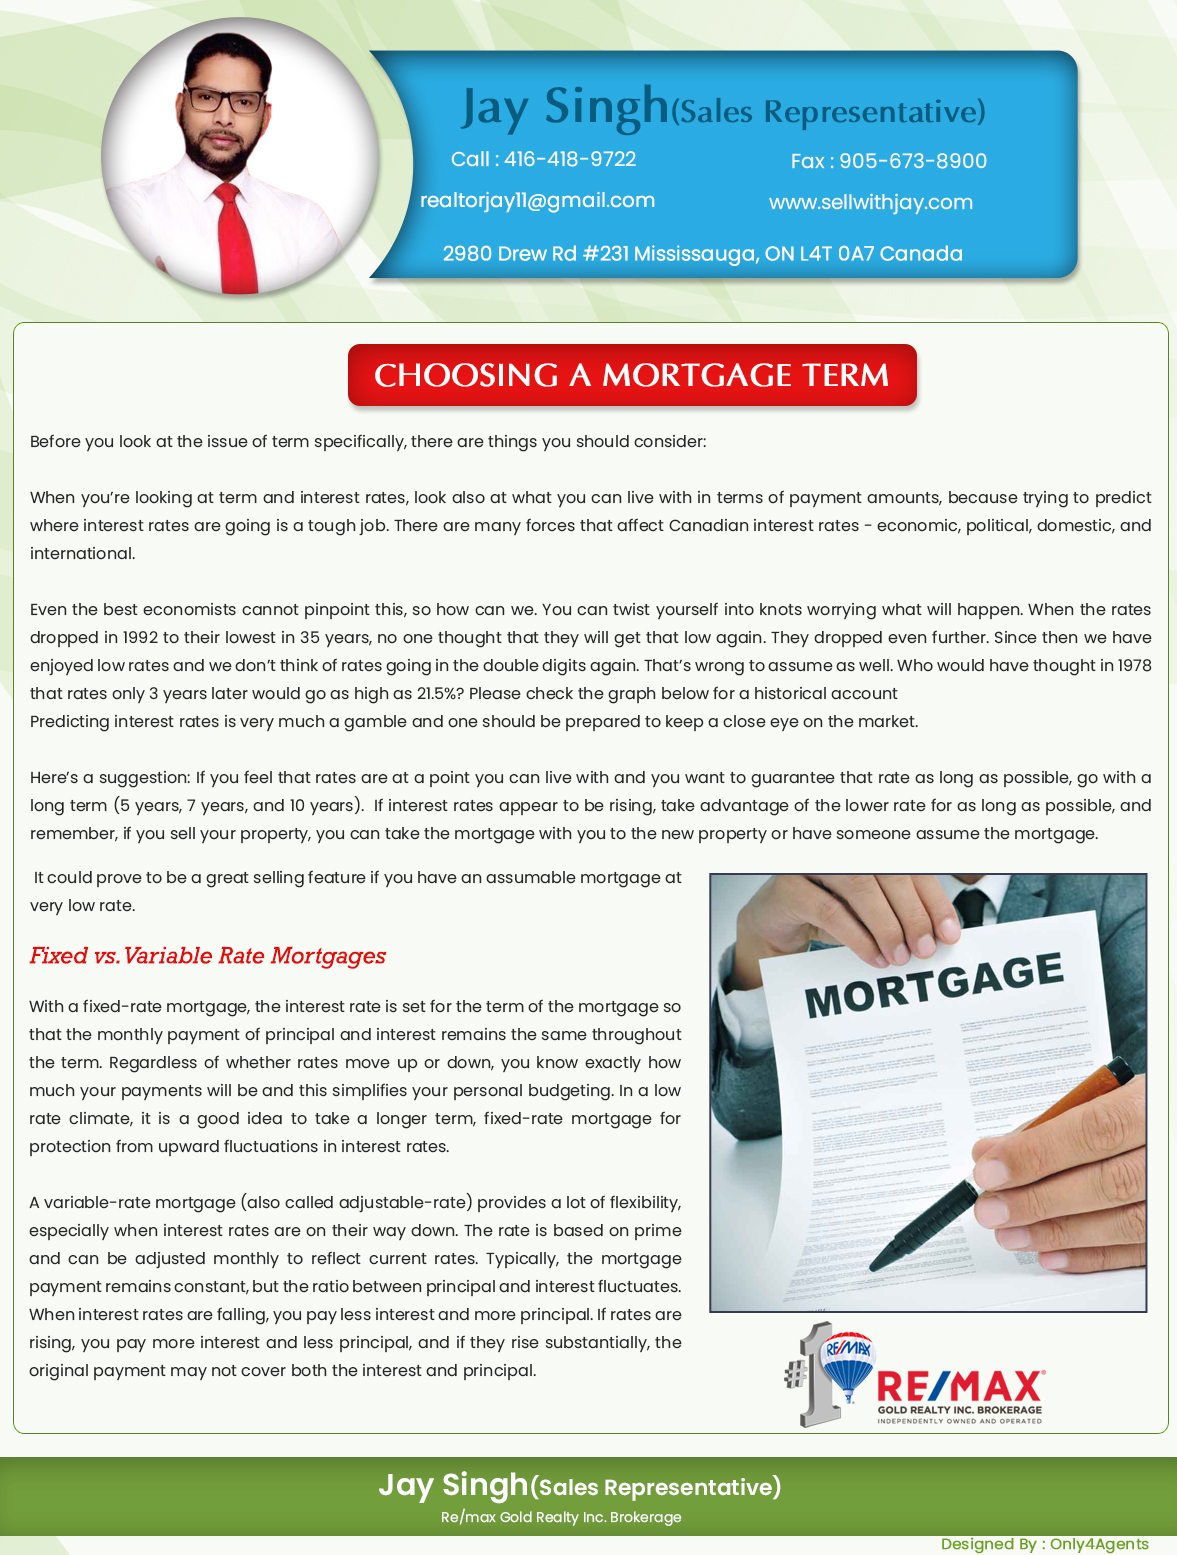 Jay Singh(Sales Representative)
Call : 416-418-9722
Fax : 905-673-8900
realtorjay11@gmail.com
www.sellwithjay.com
2980 Drew Rd #231 Mississauga, ON L4T 0A7 Canada
CHOOSING A MORTGAGE TERM
Before you look at the issue of term specifically, there are things you should consider:
When you’re looking at term and interest rates, look also at what you can live with in terms of payment amounts, because trying to predict
where interest rates are going is a tough job. There are many forces that affect Canadian interest rates - economic, political, domestic, and
international.
Even the best economists cannot pinpoint this, so how can we. You can twist yourself into knots worrying what will happen. When the rates
dropped in 1992 to their lowest in 35 years, no one thought that they will get that low again. They dropped even further. Since then we have
enjoyed low rates and we don’t think of rates going in the double digits again. That’s wrong to assume as well. Who would have thought in 1978
that rates only 3 years later would go as high as 21.5%? Please check the graph below for a historical account
Predicting interest rates is very much a gamble and one should be prepared to keep a close eye on the market.
Here’s a suggestion: If you feel that rates are at a point you can live with and you want to guarantee that rate as long as possible, go with a
long term (5 years, 7 years, and 10 years). If interest rates appear to be rising, take advantage of the lower rate for as long as possible, and
remember, if you sell your property, you can take the mortgage with you to the new property or have someone assume the mortgage.
It could prove to be a great selling feature if you have an assumable mortgage at
very low rate.
Fixed vs. Variable Rate Mortgages
With a fixed-rate mortgage, the interest rate is set for the term of the mortgage so
that the monthly payment of principal and interest remains the same throughout
the term. Regardless of whether rates move up or down, you know exactly how
much your payments will be and this simplifies your personal budgeting. In a low
rate climate, it is a good idea to take a longer term, fixed-rate mortgage for
protection from upward fluctuations in interest rates.
A variable-rate mortgage (also called adjustable-rate) provides a lot of flexibility,
especially when interest rates are on their way down. The rate is based on prime
and can be adjusted monthly to reflect current rates. Typically, the mortgage
payment remains constant, but the ratio between principal and interest fluctuates.
When interest rates are falling, you pay less interest and more principal. If rates are
rising, you pay more interest and less principal, and if they rise substantially, the
original payment may not cover both the interest and principal.
MORTGAGE
#1
RE/MAX
RE/MAX®
GOLD REALTY INC. BROKERAGE
INDEPENDENTLY OWNED AND OPERATED
Jay Singh(Sales Representative)
Re/max Gold Realty Inc. Brokerage
Designed By : Only4Agents